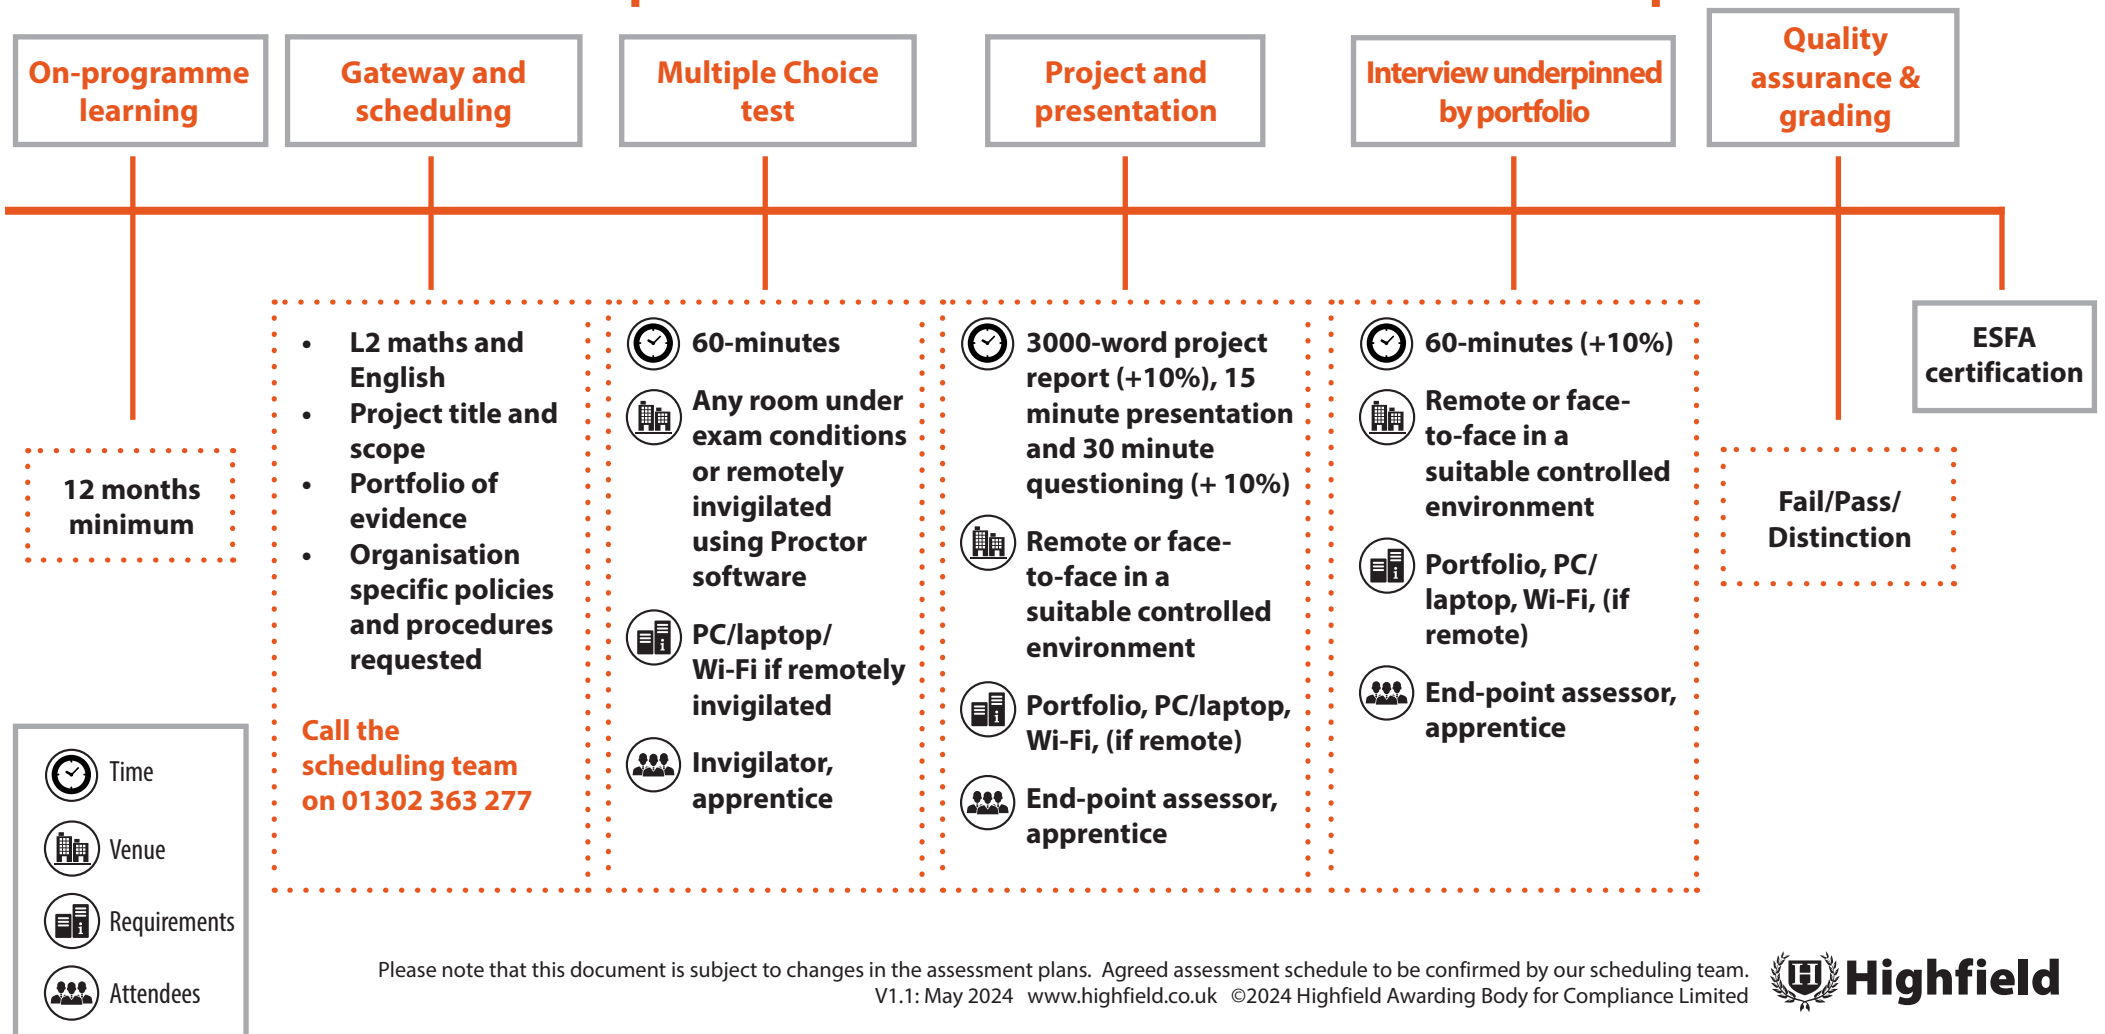 On-programme
learning
Gateway and
scheduling
Multiple Choice
test
Project and
presentation
Interview underpinned
by portfolio
Quality
assurance &
grading
12 months
minimum
• L2 maths and
English
• Project title and
scope
• Portfolio of
evidence
• Organisation
specific policies
and procedures
requested
Call the
scheduling team
on 01302 363 277
60-minutes
Any room under
exam conditions
or remotely
invigilated
using Proctor
software
PC/laptop/
Wi-Fi if remotely
invigilated
Invigilator,
apprentice
3000-word project
report (+10%), 15
minute presentation
and 30 minute
questioning (+ 10%)
Remote or face-
to-face in a
suitable controlled
environment
Portfolio, PC/laptop,
Wi-Fi, (if remote)
End-point assessor,
apprentice
60-minutes (+10%)
Remote or face-
to-face in a
suitable controlled
environment
Portfolio, PC/
laptop, Wi-Fi, (if
remote)
End-point assessor,
apprentice
Fail/Pass/
Distinction
ESFA
certification
Time
Venue
Requirements
Attendees
Please note that this document is subject to changes in the assessment plans. Agreed assessment schedule to be confirmed by our scheduling team.
V1.1: May 2024 www.highfield.co.uk ©2024 Highfield Awarding Body for Compliance Limited
H Highfield